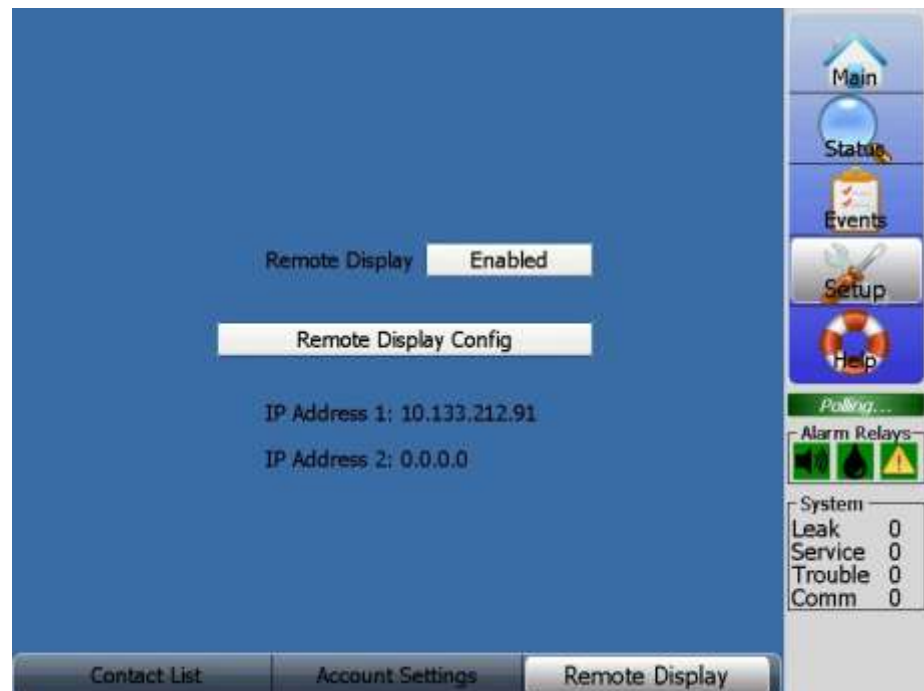 Remote Display Enabled
Remote Display Config
IP Address 1: 10.133.212.91
IP Address 2: 0.0.0.0
Contact List
Account Settings
Remote Display
Main
Status
Events
Setup
Help
Polling...
Alarm Relays
System
Leak 0
Service 0
Trouble 0
Comm 0